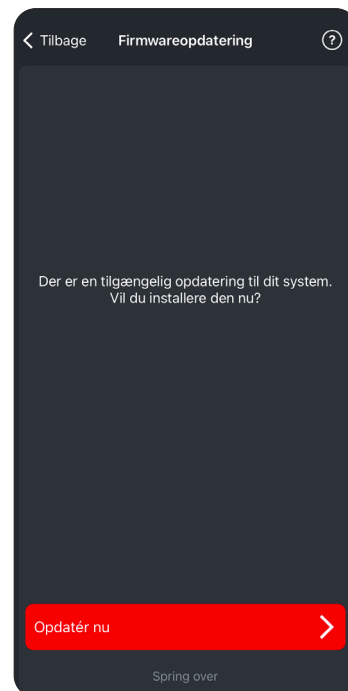 Tilbage
Firmwareopdatering
?
Der er en tilgængelig opdatering til dit system.
Vil du installere den nu?
Opdatér nu
Spring over